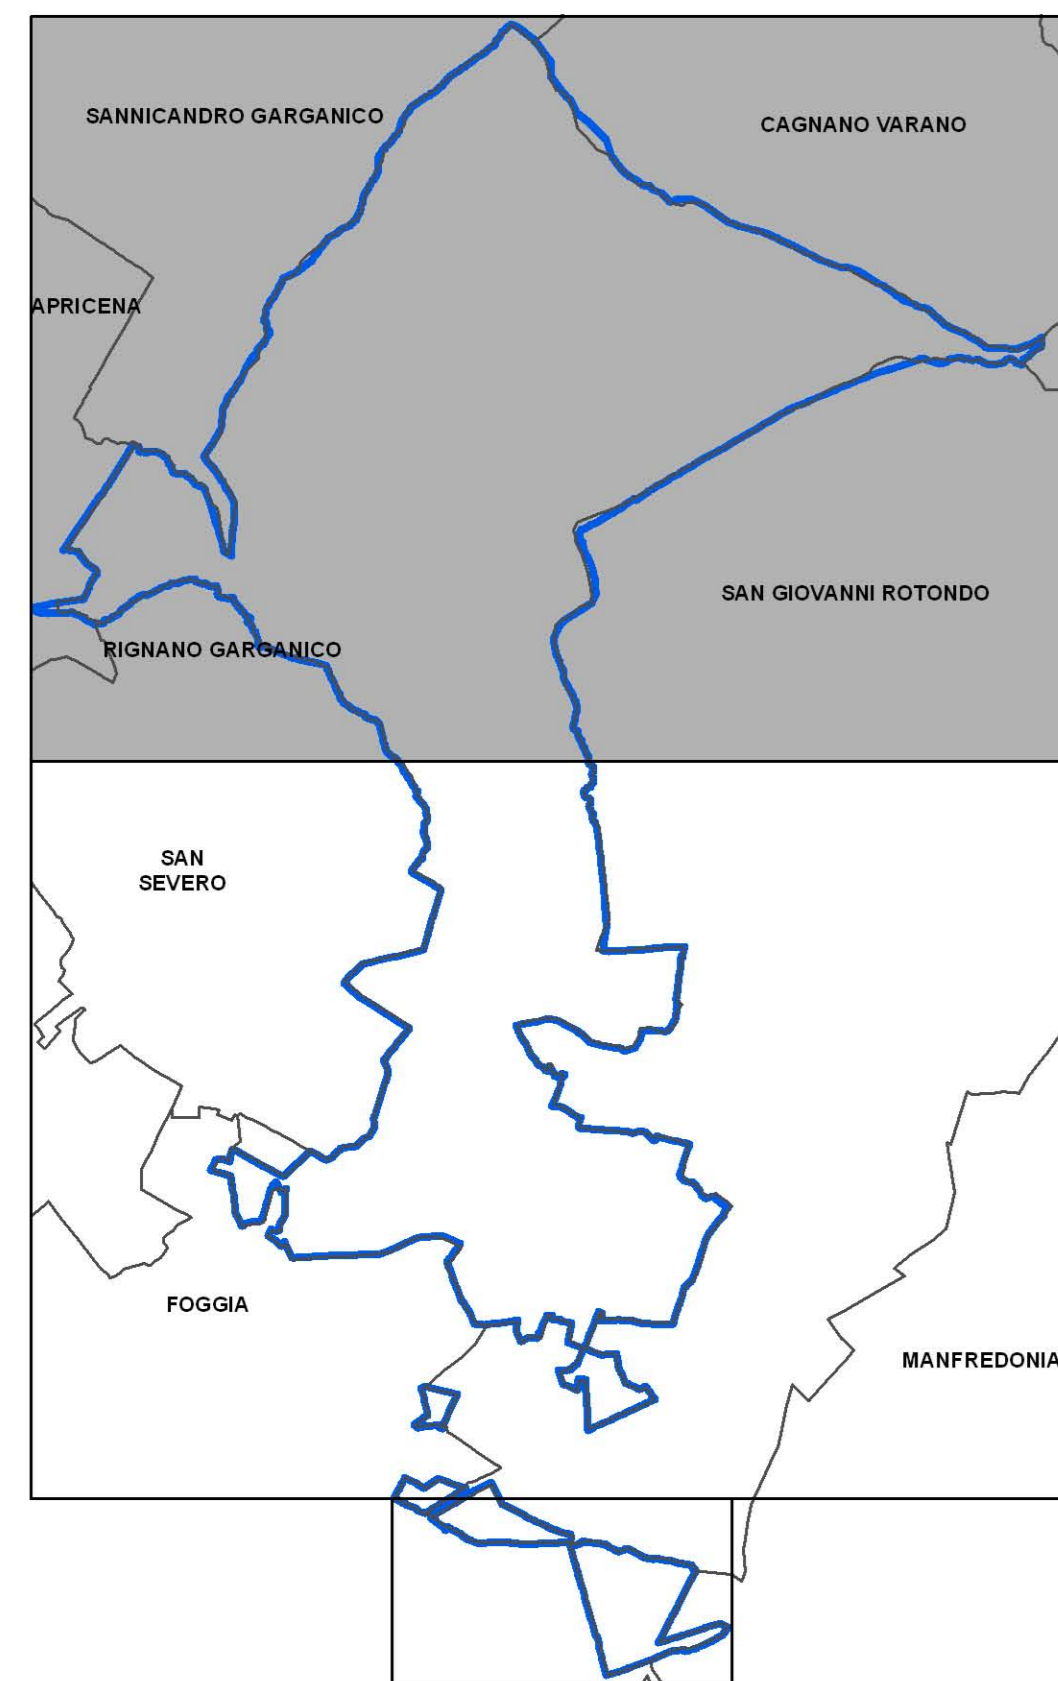 SANNICANDRO GARGANICO
CAGNANO VARANO
APRICENA
SAN GIOVANNI ROTONDO
RIGNANO GARGANICO
SAN
SEVERO
FOGGIA
MANFREDONIA